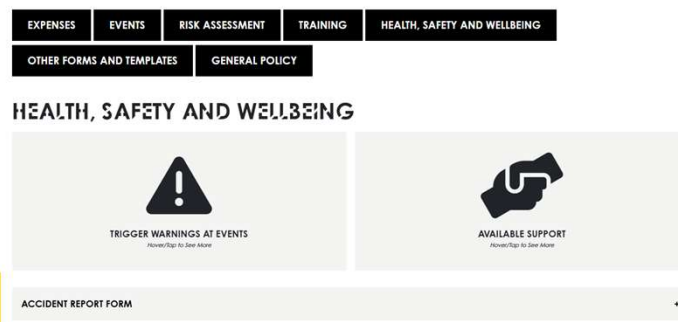 EXPENSES EVENTS RISK ASSESSMENT TRAINING HEALTH, SAFETY AND WELLBEING
OTHER FORMS AND TEMPLATES GENERAL POLICY
HEALTH, SAFETY AND WELLBEING
TRIGGER WARNINGS AT EVENTS
Hover/Tap to See More
AVAILABLE SUPPORT
Hover/Tap to See More
ACCIDENT REPORT FORM +